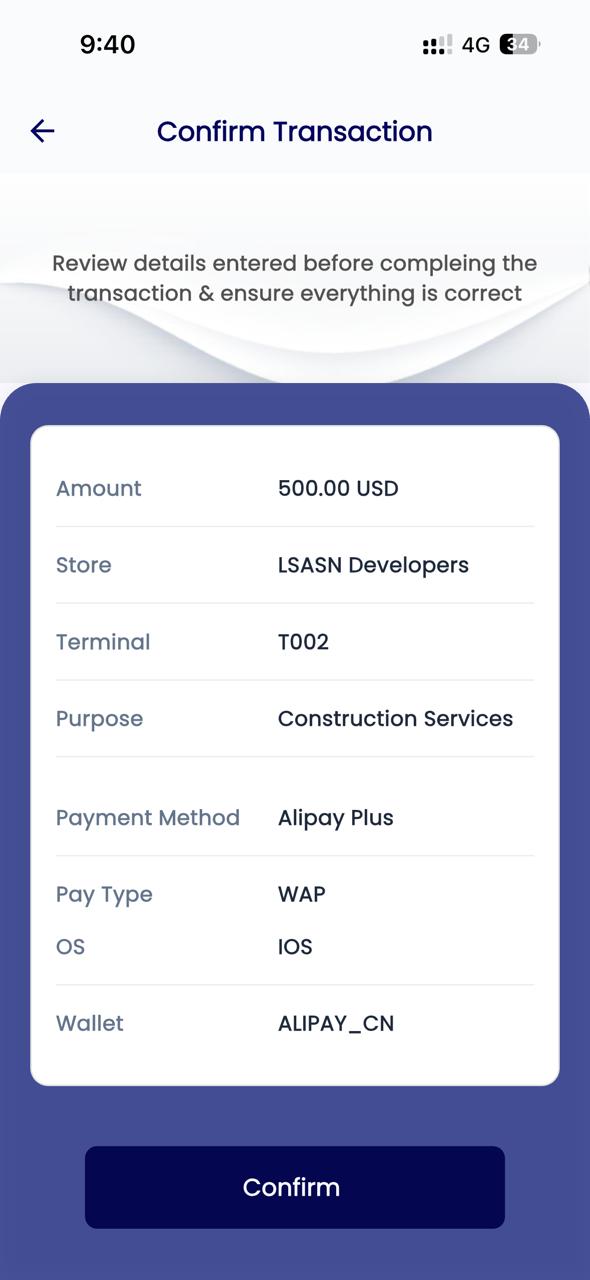 9:40
4G
34
Confirm Transaction
Review details entered before compleing the
transaction & ensure everything is correct
Amount 500.00 USD
Store LSASN Developers
Terminal T002
Purpose Construction Services
Payment Method Alipay Plus
Pay Type WAP
OS IOS
Wallet ALIPAY_CN
Confirm